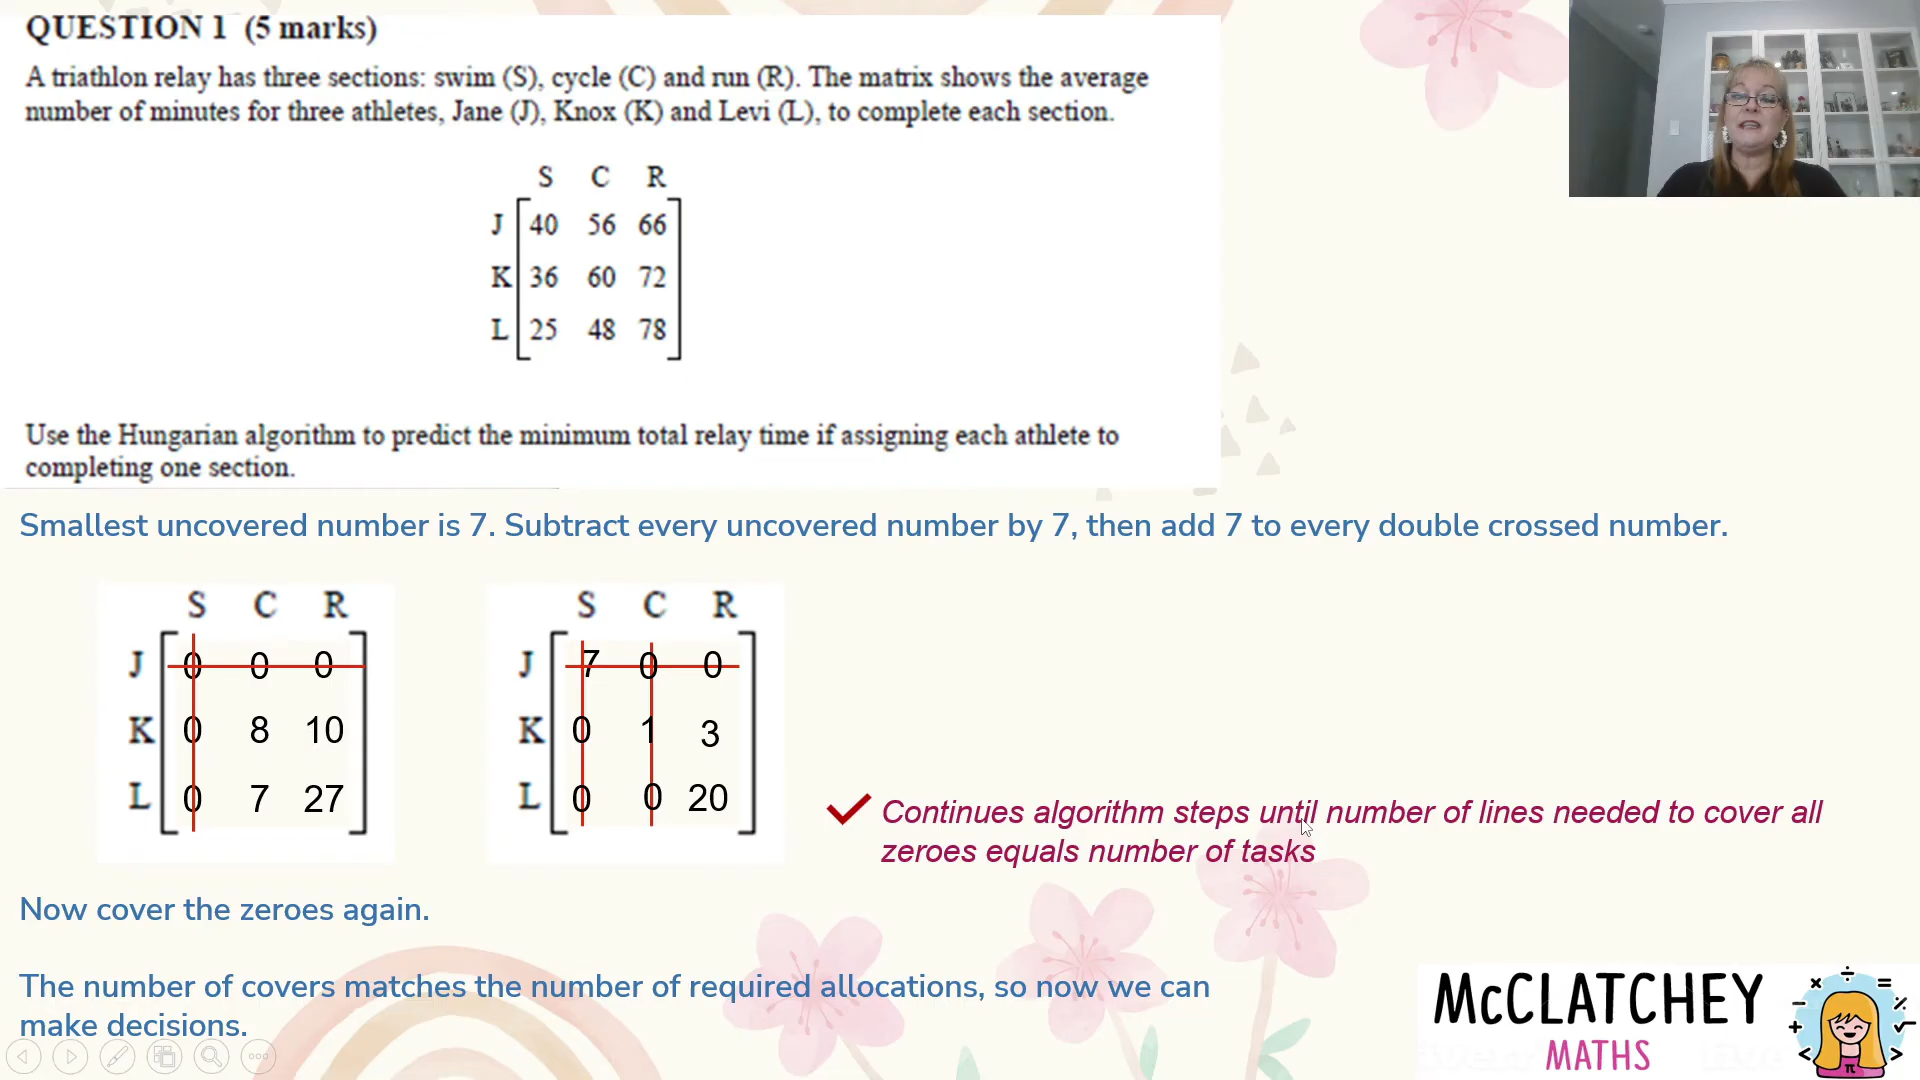 QUESTION 1 (5 marks)
A triathlon relay has three sections: swim (S), cycle (C) and run (R). The matrix shows the average
number of minutes for three athletes, Jane (J), Knox (K) and Levi (L), to complete each section.
S C R
J 40 56 66
K 36 60 72
L 25 48 78
Use the Hungarian algorithm to predict the minimum total relay time if assigning each athlete to
completing one section.
Smallest uncovered number is 7. Subtract every uncovered number by 7, then add 7 to every double crossed number.
S C R
J 0 0 0
K 0 8 10
L 0 7 27
S C R
J 7 0 0
K 0 1 3
L 0 0 20
Continues algorithm steps until number of lines needed to cover all
zeroes equals number of tasks
Now cover the zeroes again.
The number of covers matches the number of required allocations, so now we can
make decisions.
McCLATCHEY
MATHS